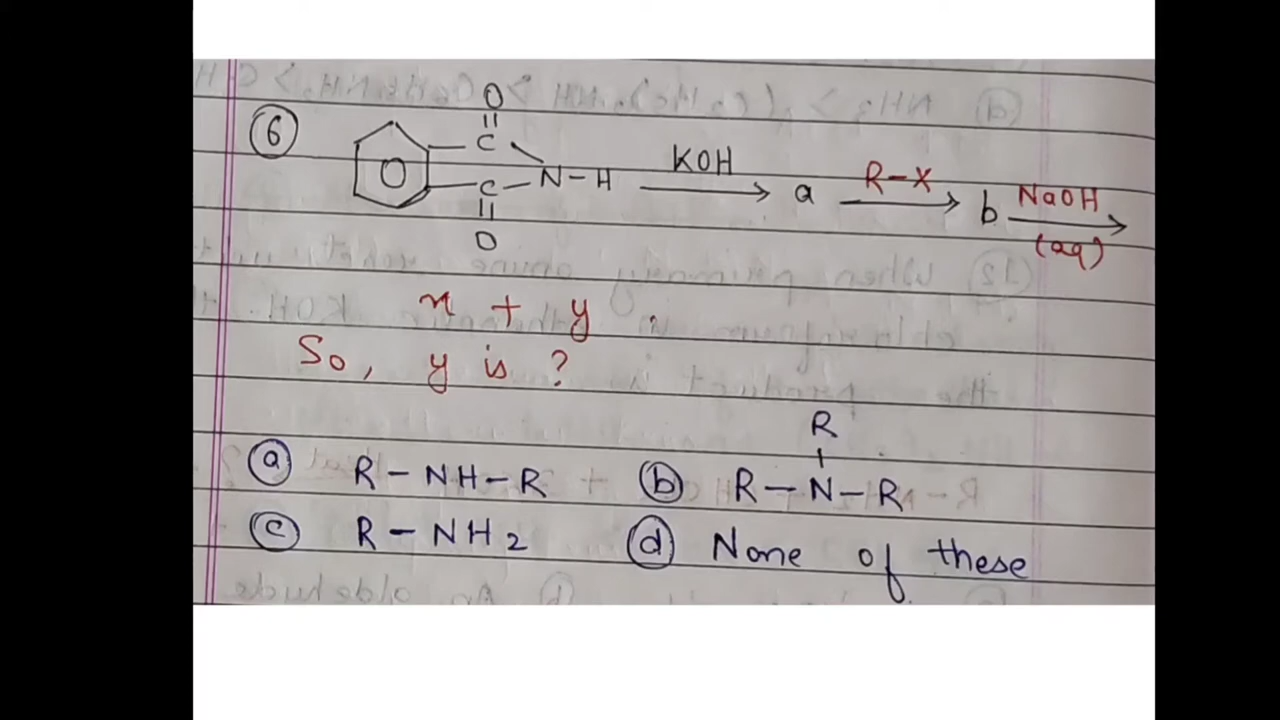 (6)
O
||
C
N-H KOH a R-X b NaOH
C (aq)
||
O
x + y .
So, y is ?
R
(a) R-NH-R (b) R-N-R
(c) R-NH2 (d) None of these